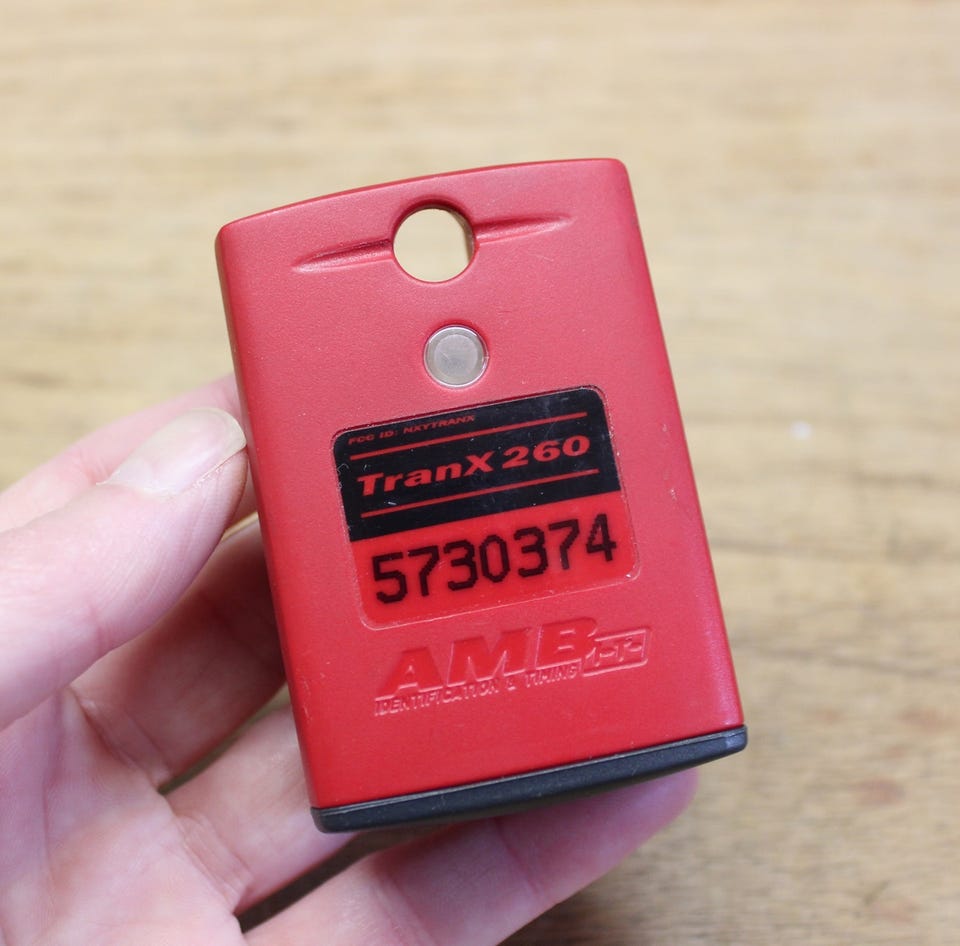 FCC ID: NXYTRANX
TranX 260
5730374
AMB i-T-
IDENTIFICATION & TIMING